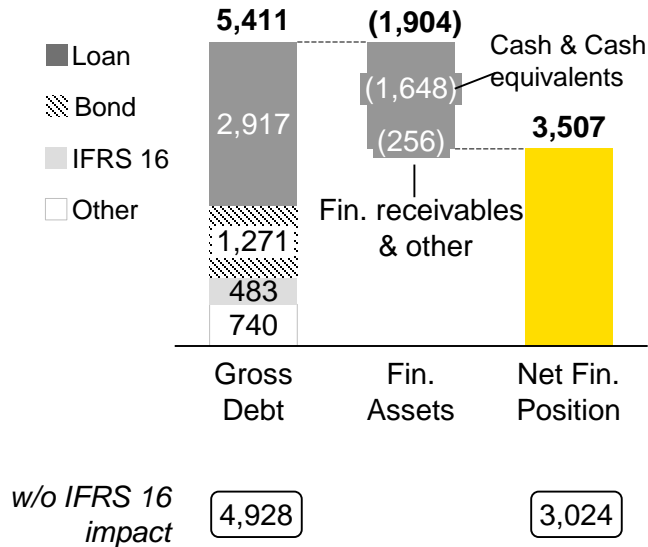 5,411
(1,904)
Loan
Bond
IFRS 16
Other
Cash & Cash
equivalents
2,917
(1,648)
(256)
3,507
Fin. receivables
& other
1,271
483
740
Gross
Debt
Fin.
Assets
Net Fin.
Position
w/o IFRS 16
impact
4,928
3,024